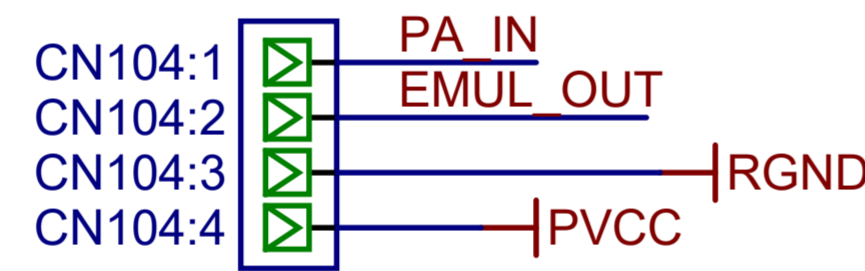 PA_IN
CN104:1
EMUL_OUT
CN104:2
CN104:3 RGND
CN104:4 PVCC